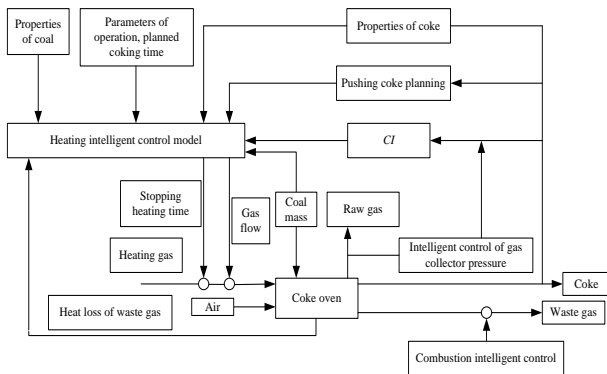 Properties
of coal
Parameters of
operation, planned
coking time
Properties of coke
Pushing coke planning
Heating intelligent control model
CI
Stopping
heating time
Gas
flow
Coal
mass
Raw gas
Heating gas
Intelligent control of gas
collector pressure
Coke oven
Coke
Heat loss of waste gas
Air
Waste gas
Combustion intelligent control